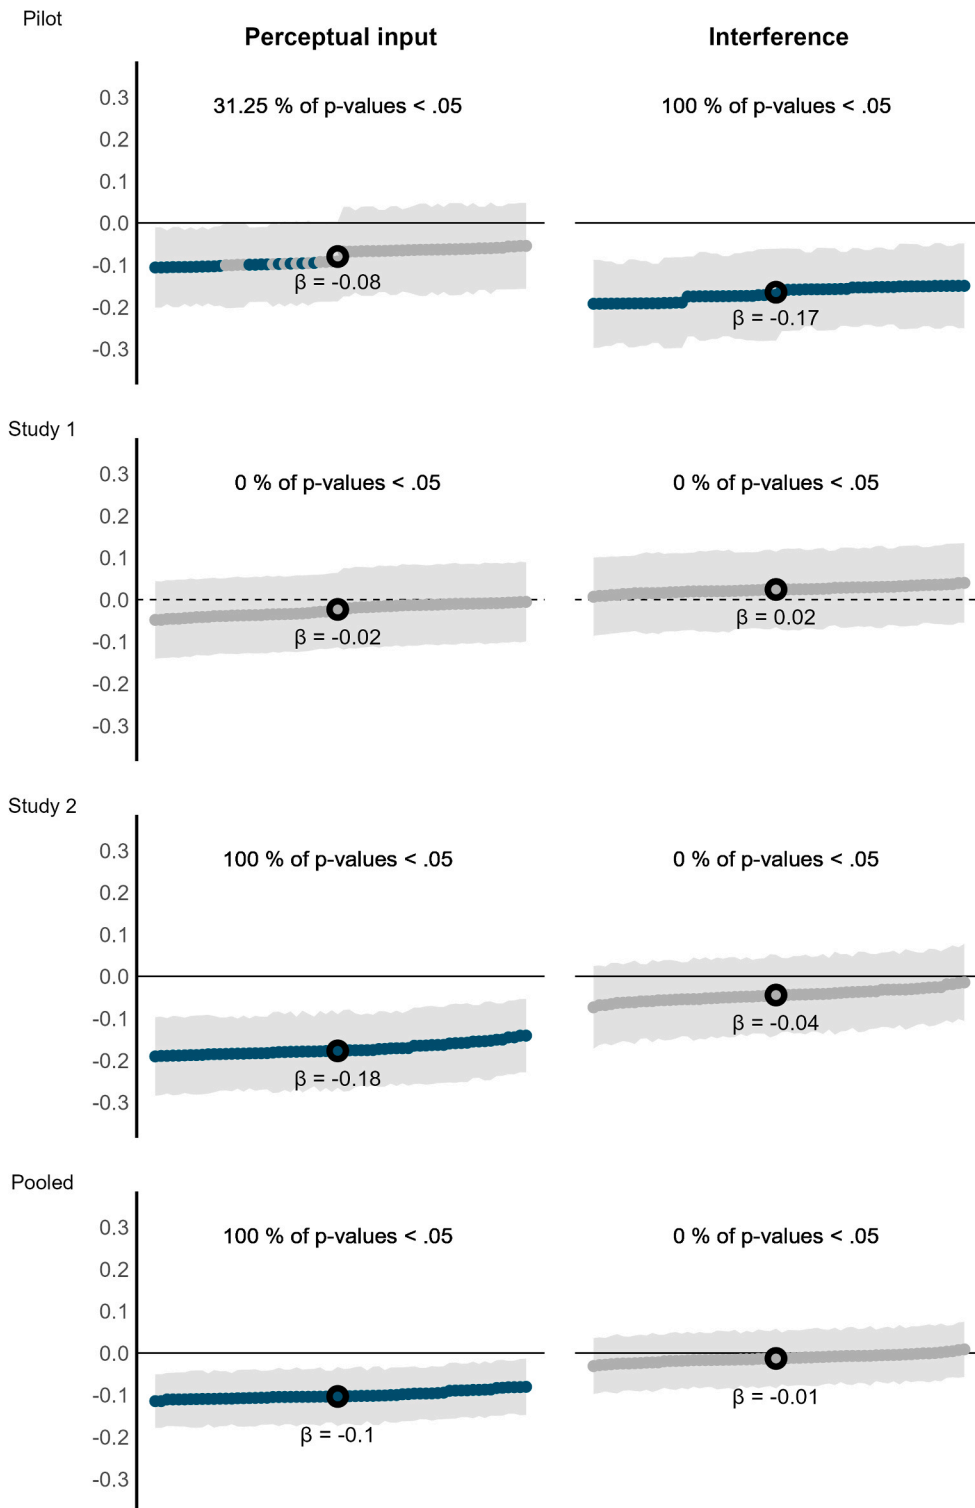 Pilot
Perceptual input Interference
31.25 % of p-values < .05 100 % of p-values < .05
0.3
0.2
0.1
0.0
-0.1
-0.2
-0.3
β = -0.08
β = -0.17
Study 1
0 % of p-values < .05 0 % of p-values < .05
0.3
0.2
0.1
0.0
-0.1
-0.2
-0.3
β = -0.02
β = 0.02
Study 2
100 % of p-values < .05 0 % of p-values < .05
0.3
0.2
0.1
0.0
-0.1
-0.2
-0.3
β = -0.18
β = -0.04
Pooled
100 % of p-values < .05 0 % of p-values < .05
0.3
0.2
0.1
0.0
-0.1
-0.2
-0.3
β = -0.1
β = -0.01